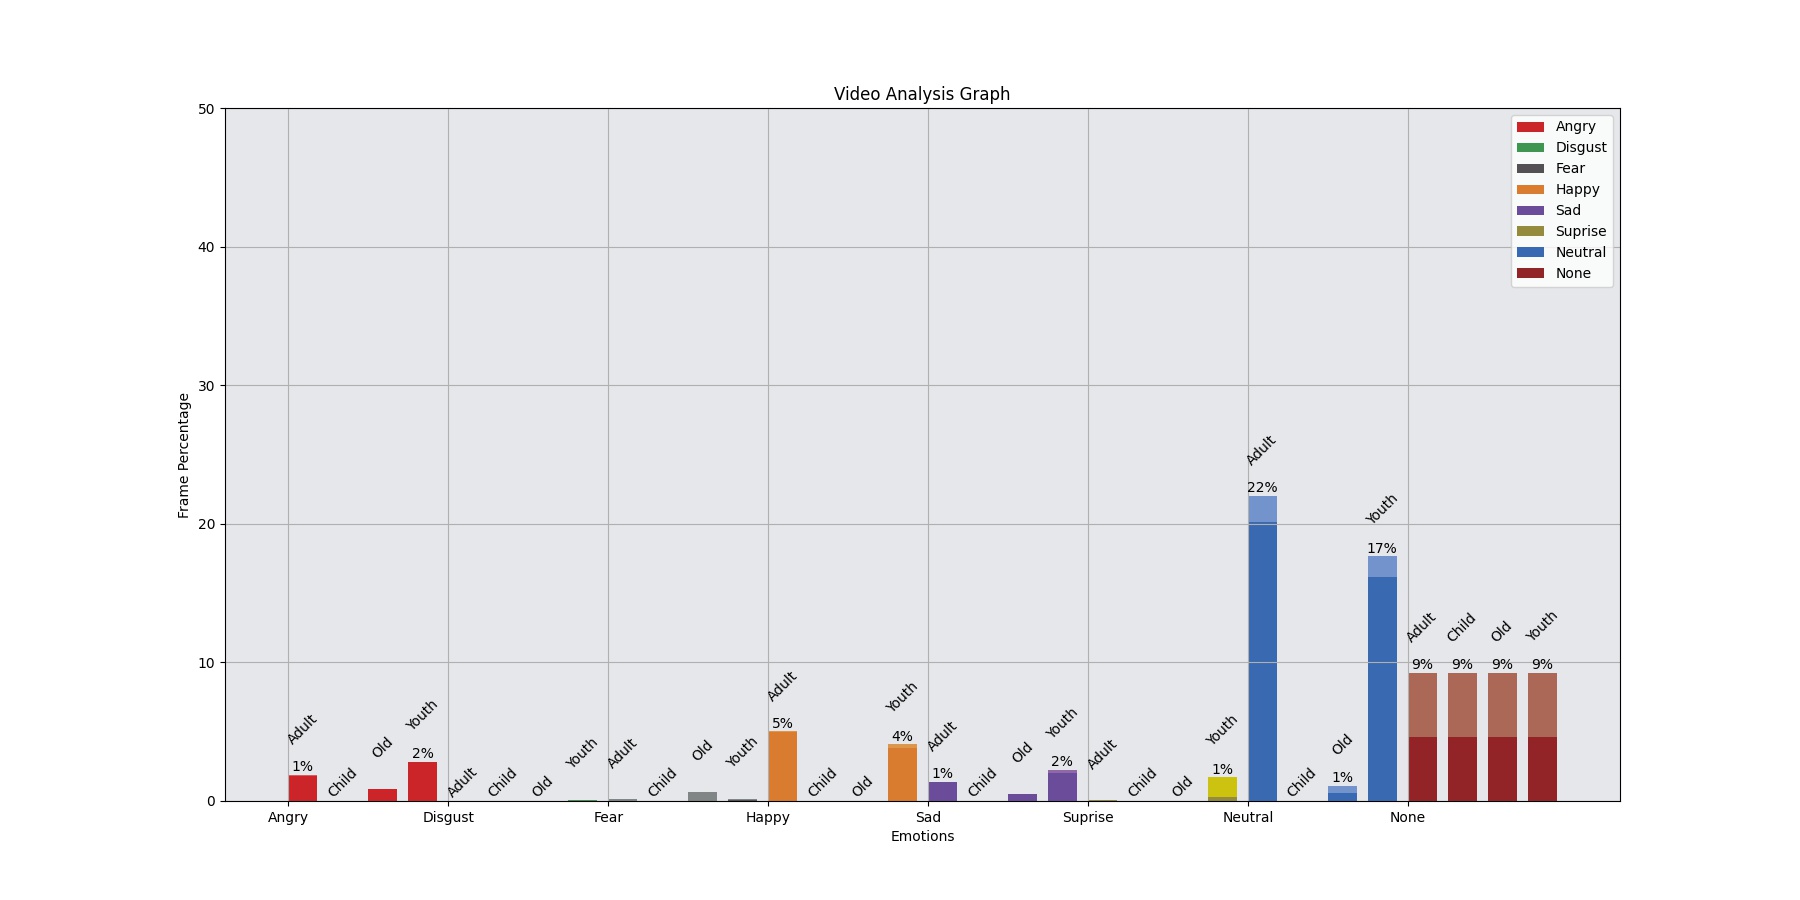 Video Analysis Graph
50
40
30
20
10
0
Frame Percentage
Angry
Disgust
Fear
Happy
Sad
Suprise
Neutral
None
Adult
1%
Child
Old
Youth
2%
Adult
Child
Old
Youth
Adult
Child
Old
Youth
Adult
5%
Child
Old
Youth
4%
Adult
1%
Child
Old
Youth
2%
Adult
Child
Old
Youth
1%
Adult
22%
Child
Old
1%
Youth
17%
Adult
9%
Child
9%
Old
9%
Youth
9%
Angry
Disgust
Fear
Happy
Sad
Suprise
Neutral
None
Emotions